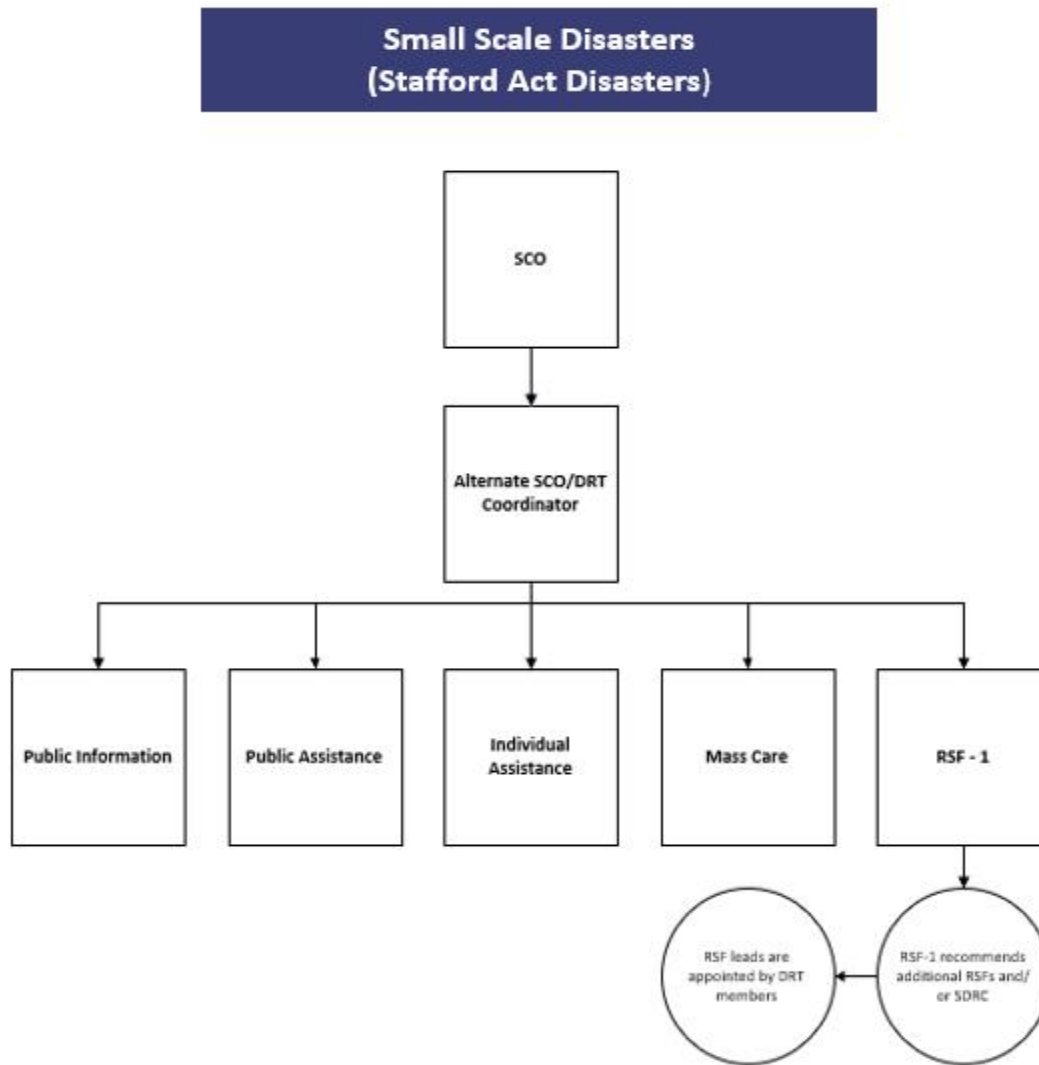 Small Scale Disasters
(Stafford Act Disasters)
SCO
Alternate SCO/DRT
Coordinator
Public Information
Public Assistance
Individual
Assistance
Mass Care
RSF - 1
RSF leads are
appointed by DRT
members
RSF-1 recommends
additional RSFs and/
or SDRC